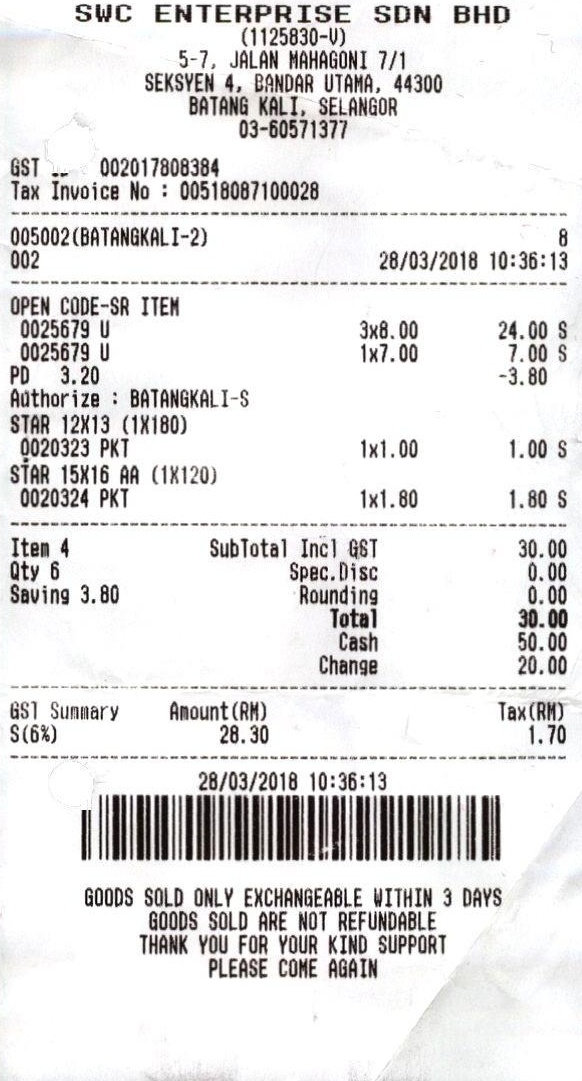 SWC ENTERPRISE SDN BHD
(1125830-V)
5-7, JALAN MAHAGONI 7/1
SEKSYEN 4, BANDAR UTAMA, 44300
BATANG KALI, SELANGOR
03-60571377
GST 002017808384
Tax Invoice No : 00518087100028
005002(BATANGKALI-2) 8
002 28/03/2018 10:36:13
OPEN CODE-SR ITEM
0025679 U 3x8.00 24.00 S
0025679 U 1x7.00 7.00 S
PD 3.20 -3.80
Authorize : BATANGKALI-S
STAR 12X13 (1X180)
0020323 PKT 1x1.00 1.00 S
STAR 15X16 AA (1X120)
0020324 PKT 1x1.80 1.80 S
Item 4 SubTotal Incl GST 30.00
Qty 6 Spec.Disc 0.00
Saving 3.80 Rounding 0.00
Total 30.00
Cash 50.00
Change 20.00
GST Summary Amount(RM) Tax(RM)
S(6%) 28.30 1.70
28/03/2018 10:36:13
GOODS SOLD ONLY EXCHANGEABLE WITHIN 3 DAYS
GOODS SOLD ARE NOT REFUNDABLE
THANK YOU FOR YOUR KIND SUPPORT
PLEASE COME AGAIN